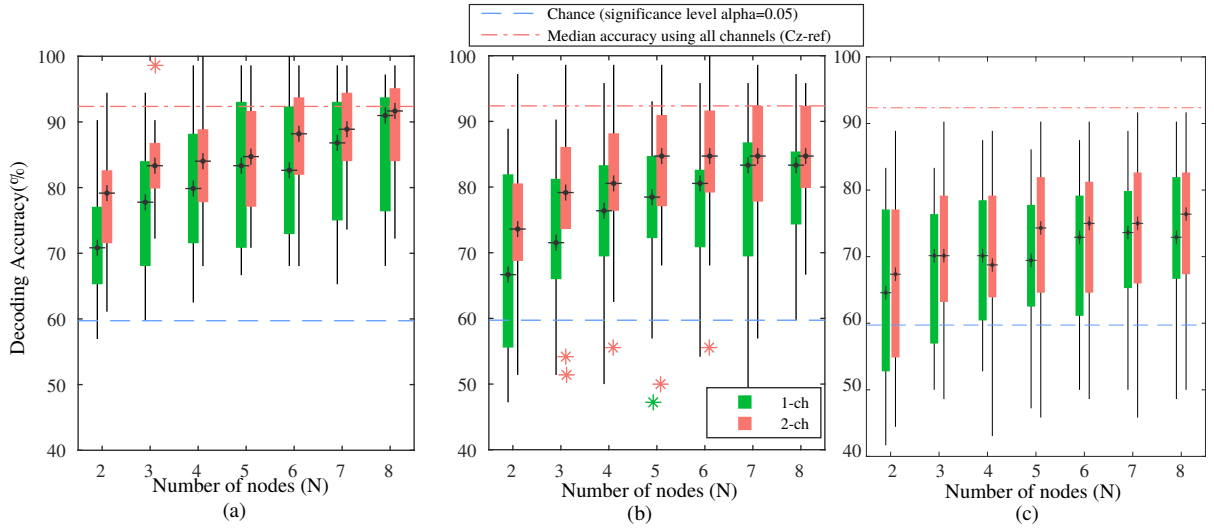 Chance (significance level alpha=0.05)
Median accuracy using all channels (Cz-ref)
Decoding Accuracy(%)
100
90
80
70
60
50
40
2 3 4 5 6 7 8
Number of nodes (N)
(a)
100
90
80
70
60
50
40
1-ch
2-ch
2 3 4 5 6 7 8
Number of nodes (N)
(b)
100
90
80
70
60
50
40
2 3 4 5 6 7 8
Number of nodes (N)
(c)